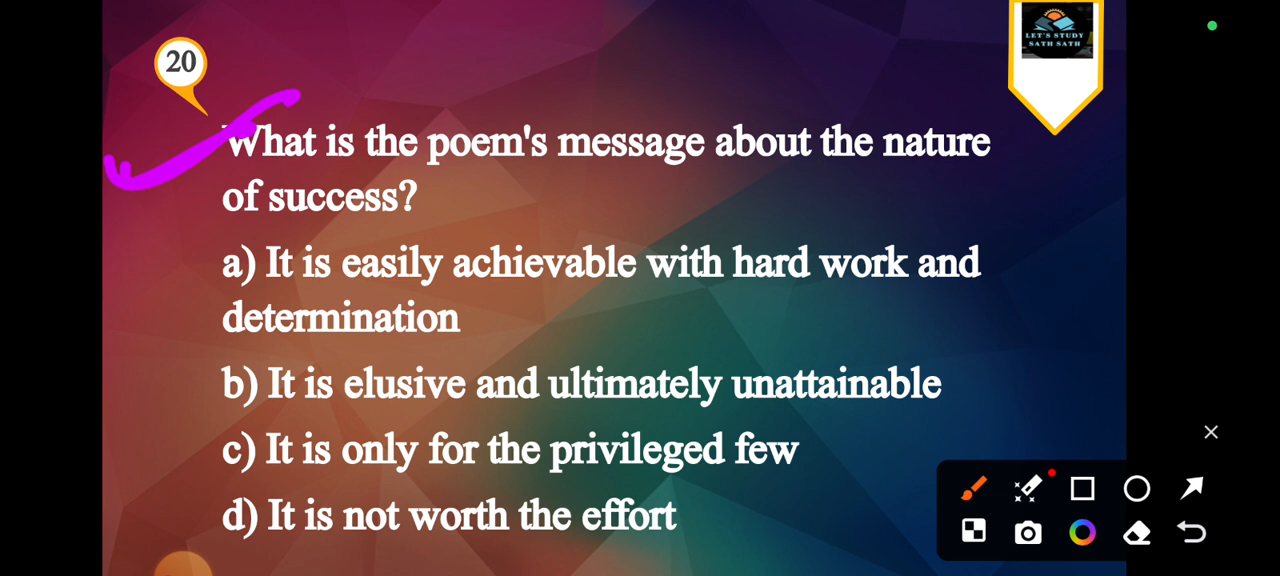 20
LET'S STUDY
SATH SATH
What is the poem's message about the nature
of success?
a) It is easily achievable with hard work and
determination
b) It is elusive and ultimately unattainable
c) It is only for the privileged few
d) It is not worth the effort